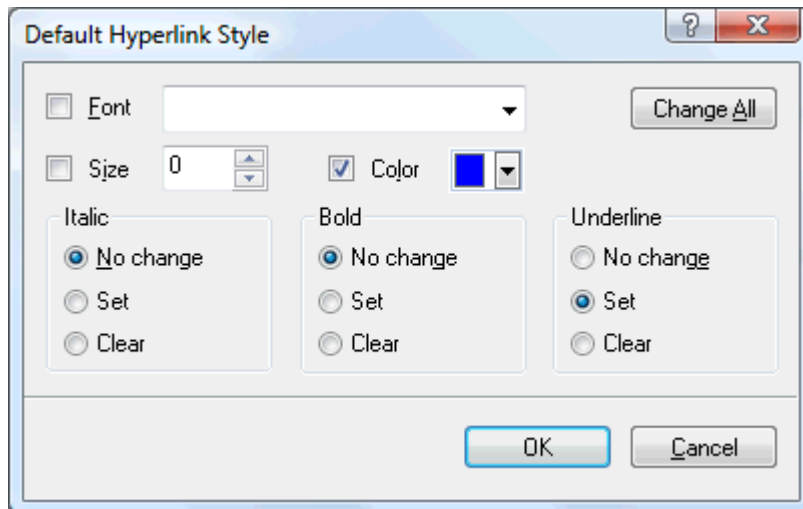 Default Hyperlink Style
?
Font
Change All
Size 0 Color
Italic Bold Underline
No change No change No change
Set Set Set
Clear Clear Clear
OK Cancel